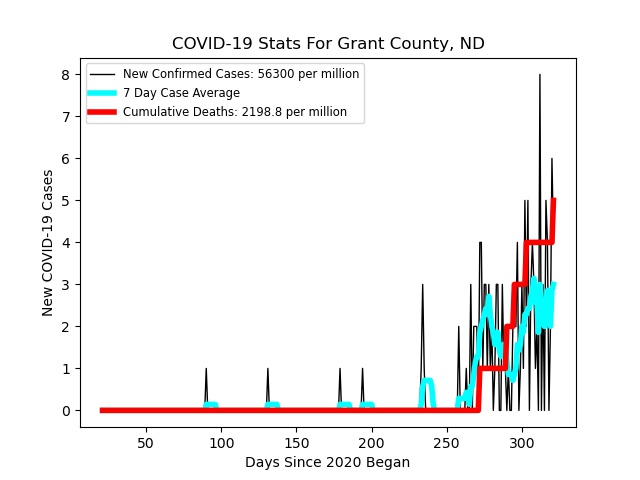 COVID-19 Stats For Grant County, ND
New Confirmed Cases: 56300 per million
7 Day Case Average
Cumulative Deaths: 2198.8 per million
New COVID-19 Cases
8
7
6
5
4
3
2
1
0
50 100 150 200 250 300
Days Since 2020 Began